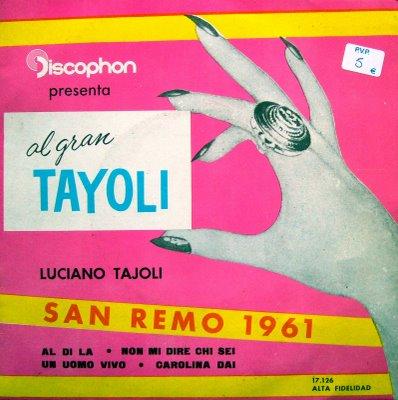 Discophon
presenta
P.V.P.
5
€
al gran
TAYOLI
LUCIANO TAJOLI
SAN REMO 1961
AL DI LA • NON MI DIRE CHI SEI
UN UOMO VIVO • CAROLINA DAI
17.126
ALTA FIDELIDAD